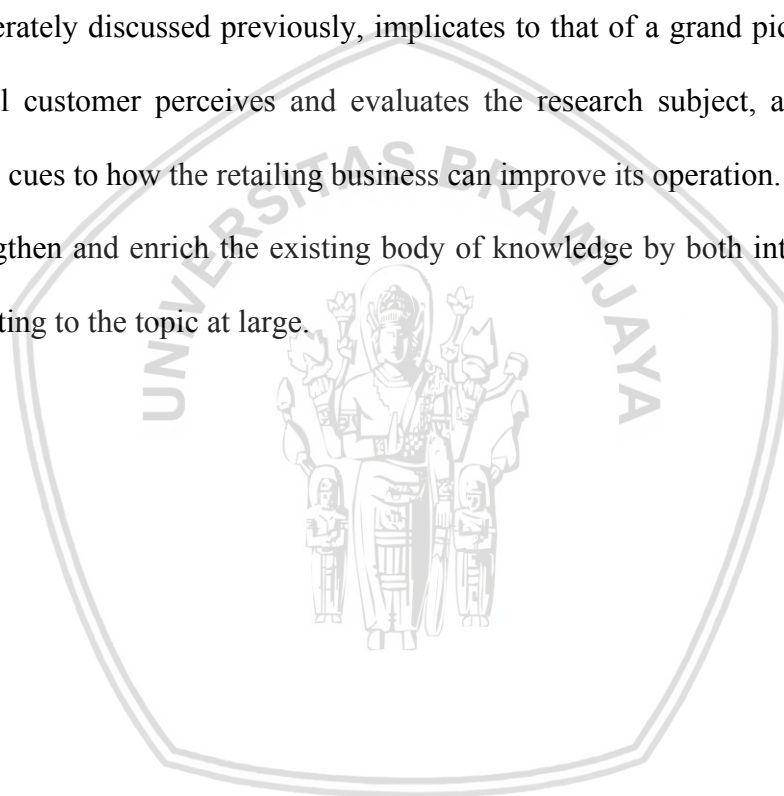 erately discussed previously, implicates to that of a grand pic
l customer perceives and evaluates the research subject, a
cues to how the retailing business can improve its operation.
gthen and enrich the existing body of knowledge by both int
ting to the topic at large.
UNIVERSITAS BRAWIJAYA